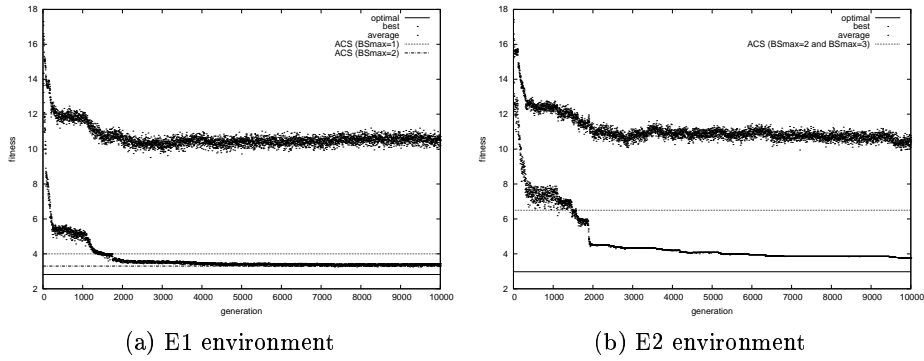 18
16
14
12
10
8
6
4
2
fitness
0 1000 2000 3000 4000 5000 6000 7000 8000 9000 10000
generation
optimal
best
average
ACS (BSmax=1)
ACS (BSmax=2)
(a) E1 environment
18
16
14
12
10
8
6
4
2
fitness
0 1000 2000 3000 4000 5000 6000 7000 8000 9000 10000
generation
optimal
best
average
ACS (BSmax=2 and BSmax=3)
(b) E2 environment